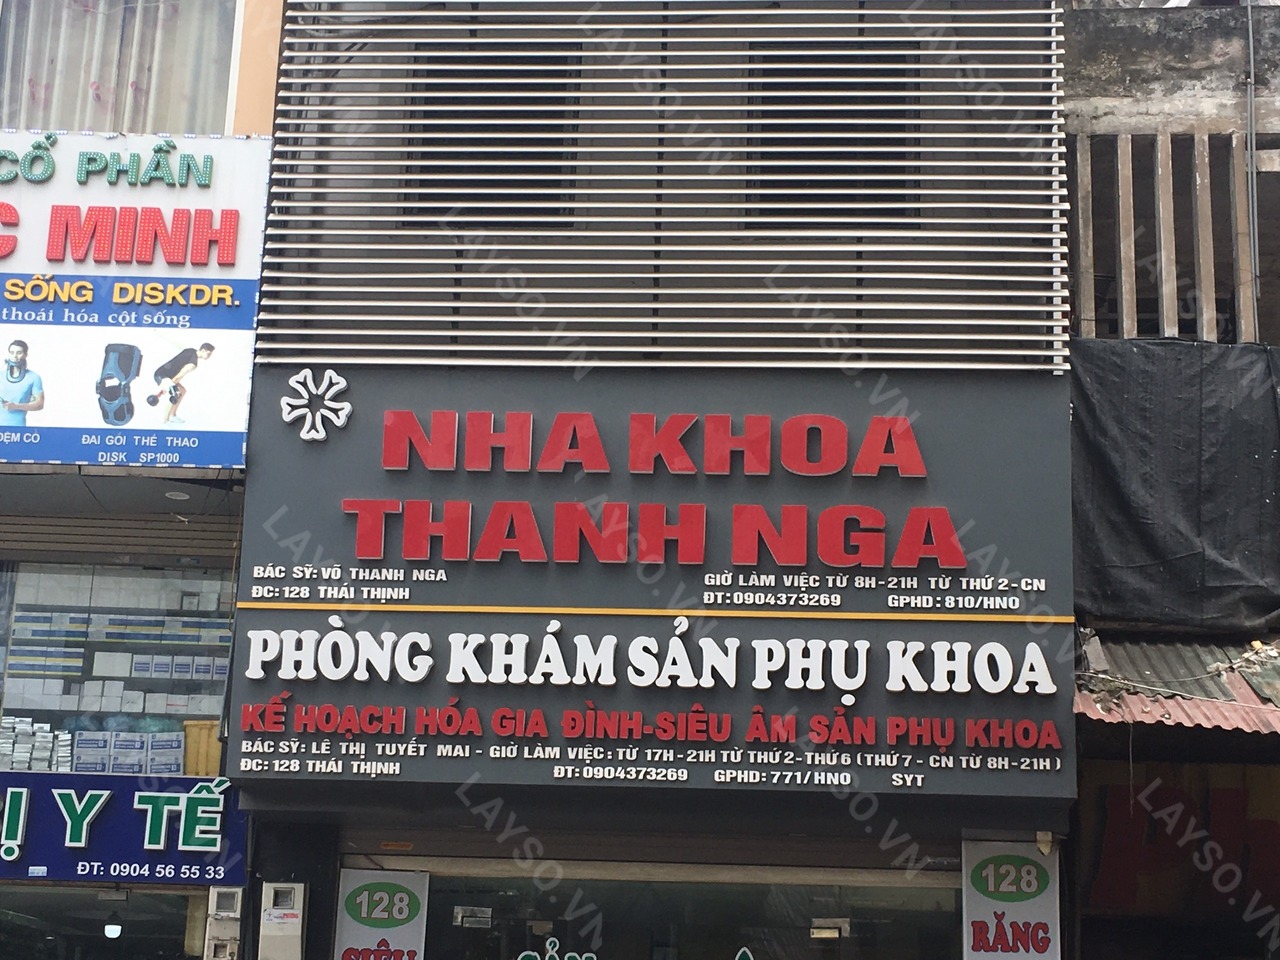 CỔ PHẦN
MINH
SỐNG DISKDR.
thoái hóa cột sống
ĐỆM CỔ
ĐAI GỐI THỂ THAO
DISK SP1000
NHA KHOA
THANH NGA
BÁC SỸ: VÕ THANH NGA
ĐC: 128 THÁI THỊNH
GIỜ LÀM VIỆC TỪ 8H-21H TỪ THỨ 2-CN
ĐT: 0904373269 GPHD: 810/HNO
PHÒNG KHÁM SẢN PHỤ KHOA
KẾ HOẠCH HÓA GIA ĐÌNH-SIÊU ÂM SẢN PHỤ KHOA
BÁC SỸ: LÊ THỊ TUYẾT MAI - GIỜ LÀM VIỆC: TỪ 17H-21H TỪ THỨ 2-THỨ 6 (THỨ 7 - CN TỪ 8H-21H)
ĐC: 128 THÁI THỊNH ĐT: 0904373269 GPHD: 771/HNO SYT
Y TẾ
ĐT: 0904 56 55 33
128
SIÊU
128
RĂNG
LAYSO.VN